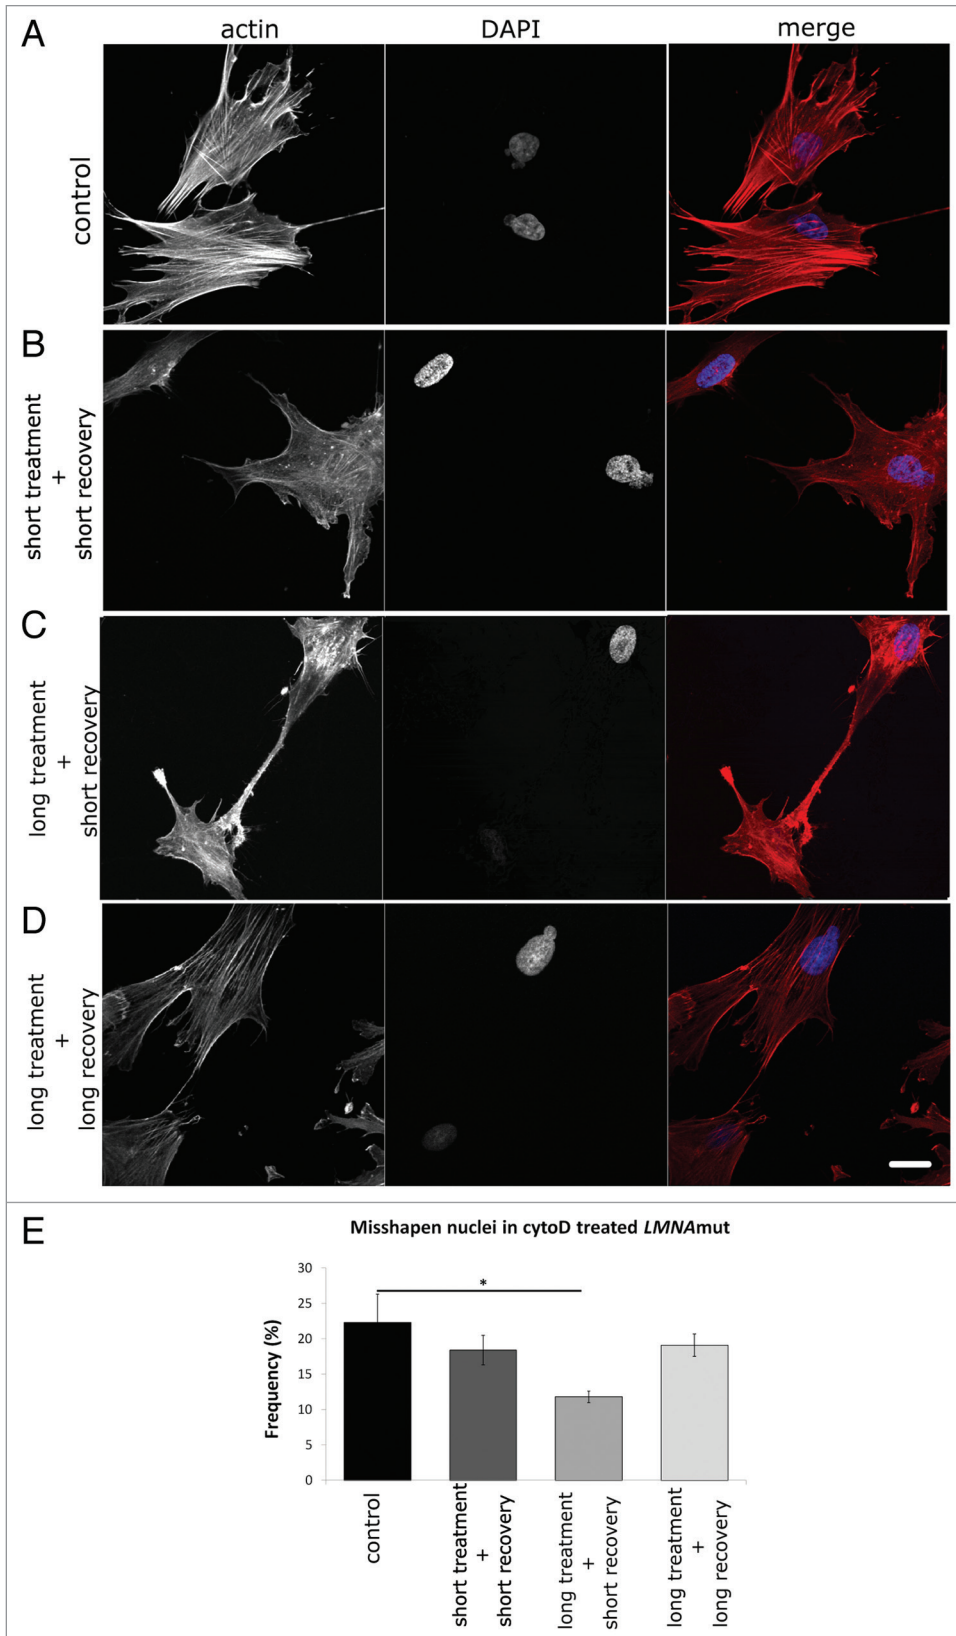 A
actin
DAPI
merge
control
B
short treatment
+
short recovery
C
long treatment
+
short recovery
D
long treatment
+
long recovery
E
Misshapen nuclei in cytoD treated LMNAmut
Frequency (%)
30
25
20
15
10
5
0
*
control
short treatment
+
short recovery
long treatment
+
short recovery
long treatment
+
long recovery